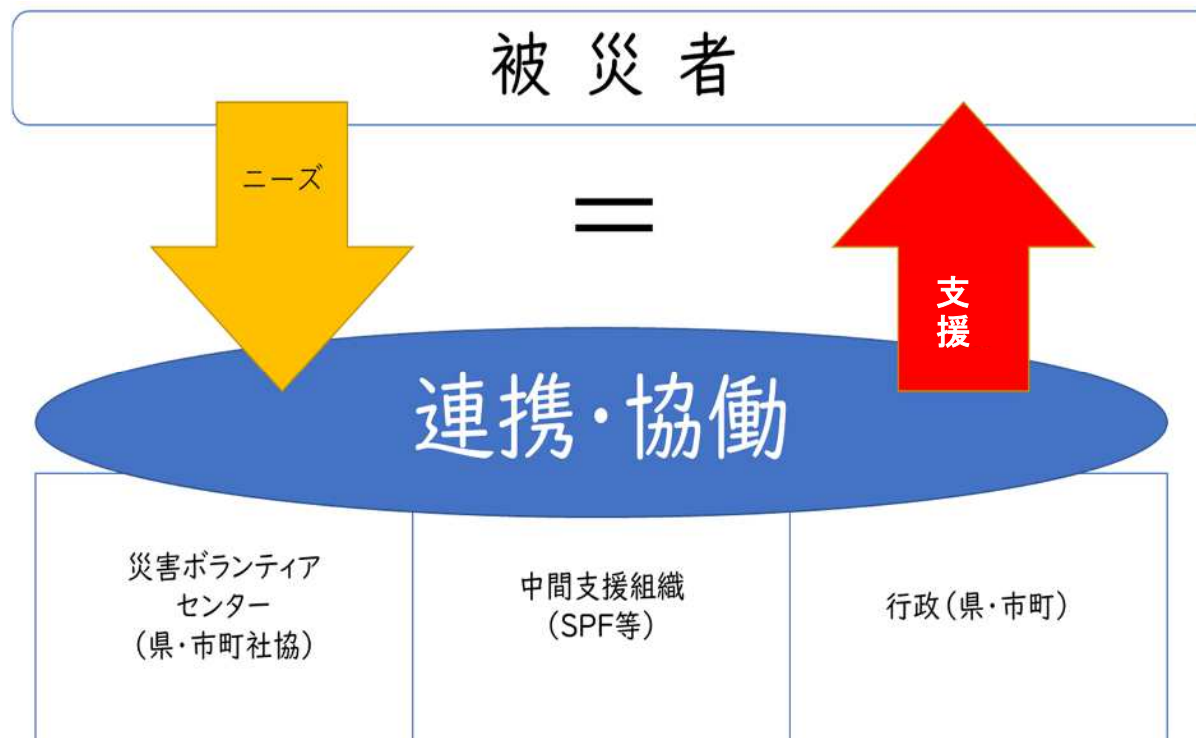 被災者
ニーズ
=
支
援
連携・協働
災害ボランティア
センター
(県・市町社協)
中間支援組織
(SPF等)
行政(県・市町)